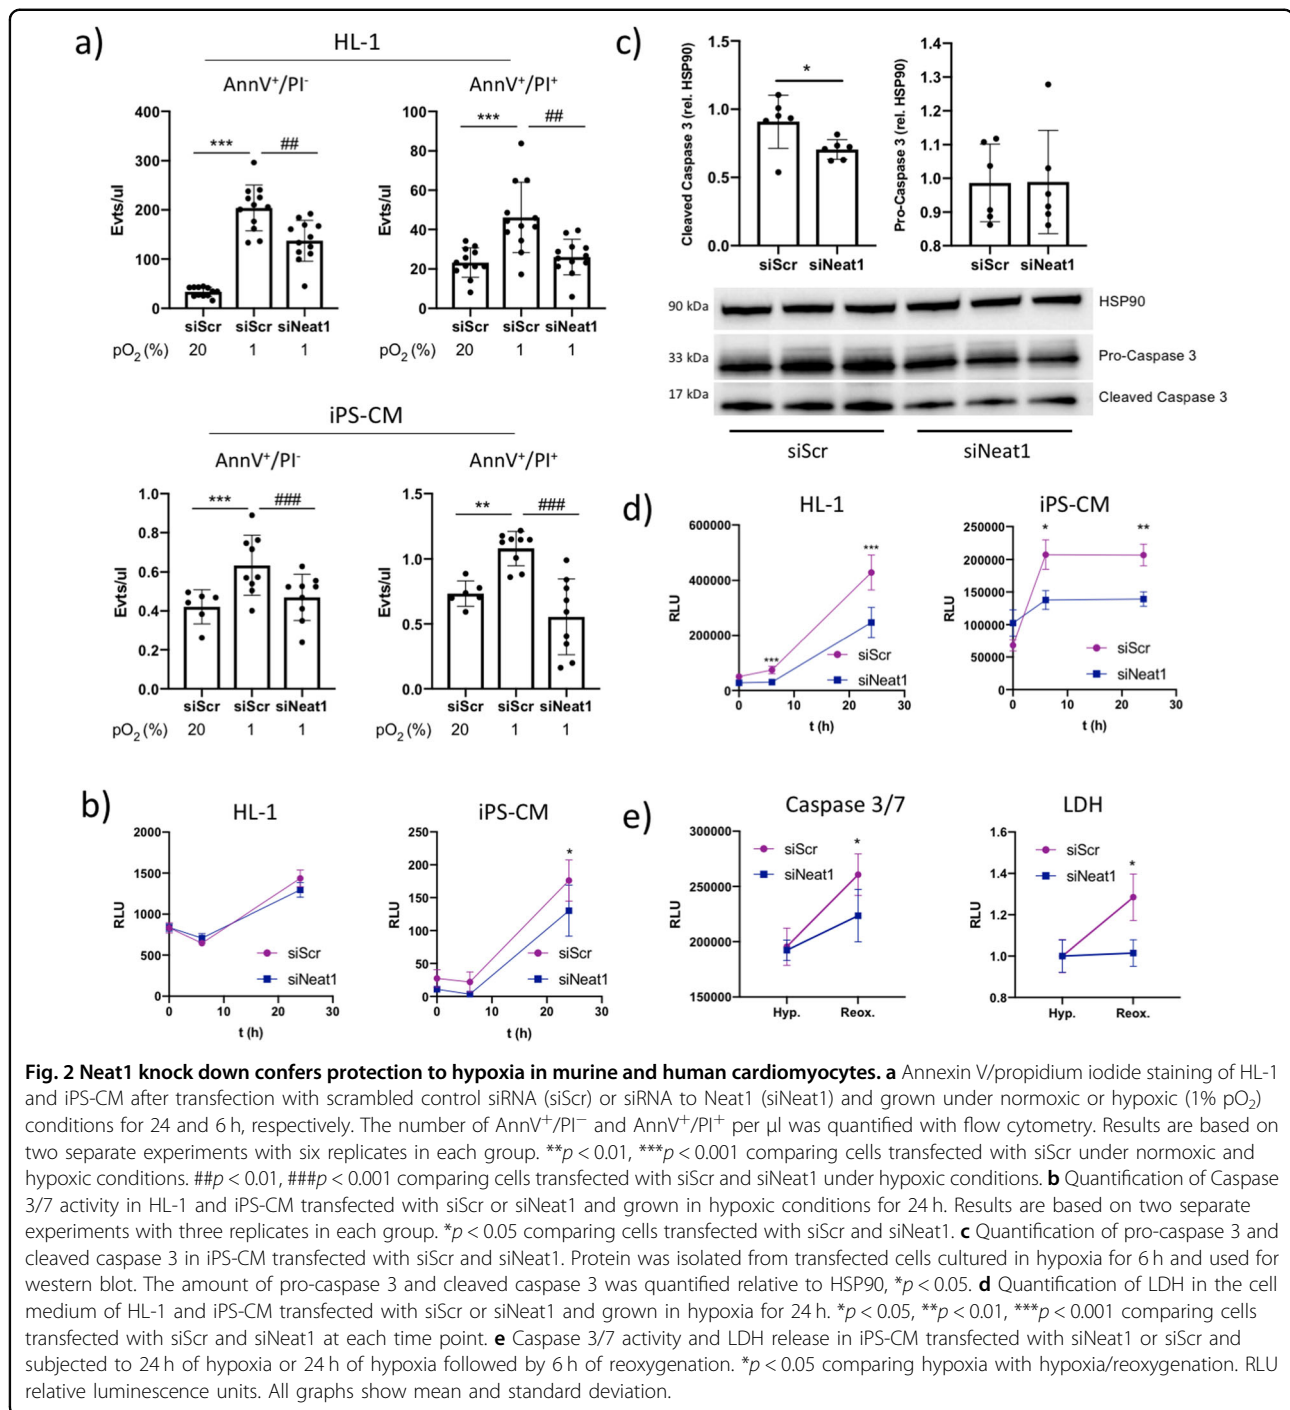 a)
HL-1
AnnV⁺/PI⁻
Evts/ul
400
300
200
100
0
***
##
siScr siScr siNeat1
pO₂(%) 20 1 1
AnnV⁺/PI⁺
Evts/ul
100
80
60
40
20
0
***
##
siScr siScr siNeat1
pO₂(%) 20 1 1
iPS-CM
AnnV⁺/PI⁻
Evts/ul
1.0
0.8
0.6
0.4
0.2
0.0
***
###
siScr siScr siNeat1
pO₂(%) 20 1 1
AnnV⁺/PI⁺
Evts/ul
1.5
1.0
0.5
0.0
**
###
siScr siScr siNeat1
pO₂(%) 20 1 1
b)
HL-1
RLU
2000
1500
1000
500
0
siScr
siNeat1
0 10 20 30
t (h)
iPS-CM
RLU
250
200
150
100
50
0
*
siScr
siNeat1
0 10 20 30
t (h)
c)
Cleaved Caspase 3 (rel. HSP90)
1.5
1.0
0.5
0.0
*
siScr siNeat1
Pro-Caspase 3 (rel. HSP90)
1.4
1.3
1.2
1.1
1.0
0.9
0.8
siScr siNeat1
90 kDa HSP90
33 kDa Pro-Caspase 3
17 kDa Cleaved Caspase 3
siScr siNeat1
d)
HL-1
RLU
600000
400000
200000
0
***
***
siScr
siNeat1
0 10 20 30
t (h)
iPS-CM
RLU
250000
200000
150000
100000
50000
0
*
**
siScr
siNeat1
0 10 20 30
t (h)
e)
Caspase 3/7
RLU
300000
250000
200000
150000
siScr
siNeat1
*
Hyp. Reox.
LDH
RLU
1.6
1.4
1.2
1.0
0.8
siScr
siNeat1
*
Hyp. Reox.
Fig. 2 Neat1 knock down confers protection to hypoxia in murine and human cardiomyocytes. a Annexin V/propidium iodide staining of HL-1
and iPS-CM after transfection with scrambled control siRNA (siScr) or siRNA to Neat1 (siNeat1) and grown under normoxic or hypoxic (1% pO₂)
conditions for 24 and 6 h, respectively. The number of AnnV⁺/PI⁻ and AnnV⁺/PI⁺ per µl was quantified with flow cytometry. Results are based on
two separate experiments with six replicates in each group. **p < 0.01, ***p < 0.001 comparing cells transfected with siScr under normoxic and
hypoxic conditions. ##p < 0.01, ###p < 0.001 comparing cells transfected with siScr and siNeat1 under hypoxic conditions. b Quantification of Caspase
3/7 activity in HL-1 and iPS-CM transfected with siScr or siNeat1 and grown in hypoxic conditions for 24 h. Results are based on two separate
experiments with three replicates in each group. *p < 0.05 comparing cells transfected with siScr and siNeat1. c Quantification of pro-caspase 3 and
cleaved caspase 3 in iPS-CM transfected with siScr and siNeat1. Protein was isolated from transfected cells cultured in hypoxia for 6 h and used for
western blot. The amount of pro-caspase 3 and cleaved caspase 3 was quantified relative to HSP90, *p < 0.05. d Quantification of LDH in the cell
medium of HL-1 and iPS-CM transfected with siScr or siNeat1 and grown in hypoxia for 24 h. *p < 0.05, **p < 0.01, ***p < 0.001 comparing cells
transfected with siScr and siNeat1 at each time point. e Caspase 3/7 activity and LDH release in iPS-CM transfected with siNeat1 or siScr and
subjected to 24 h of hypoxia or 24 h of hypoxia followed by 6 h of reoxygenation. *p < 0.05 comparing hypoxia with hypoxia/reoxygenation. RLU
relative luminescence units. All graphs show mean and standard deviation.